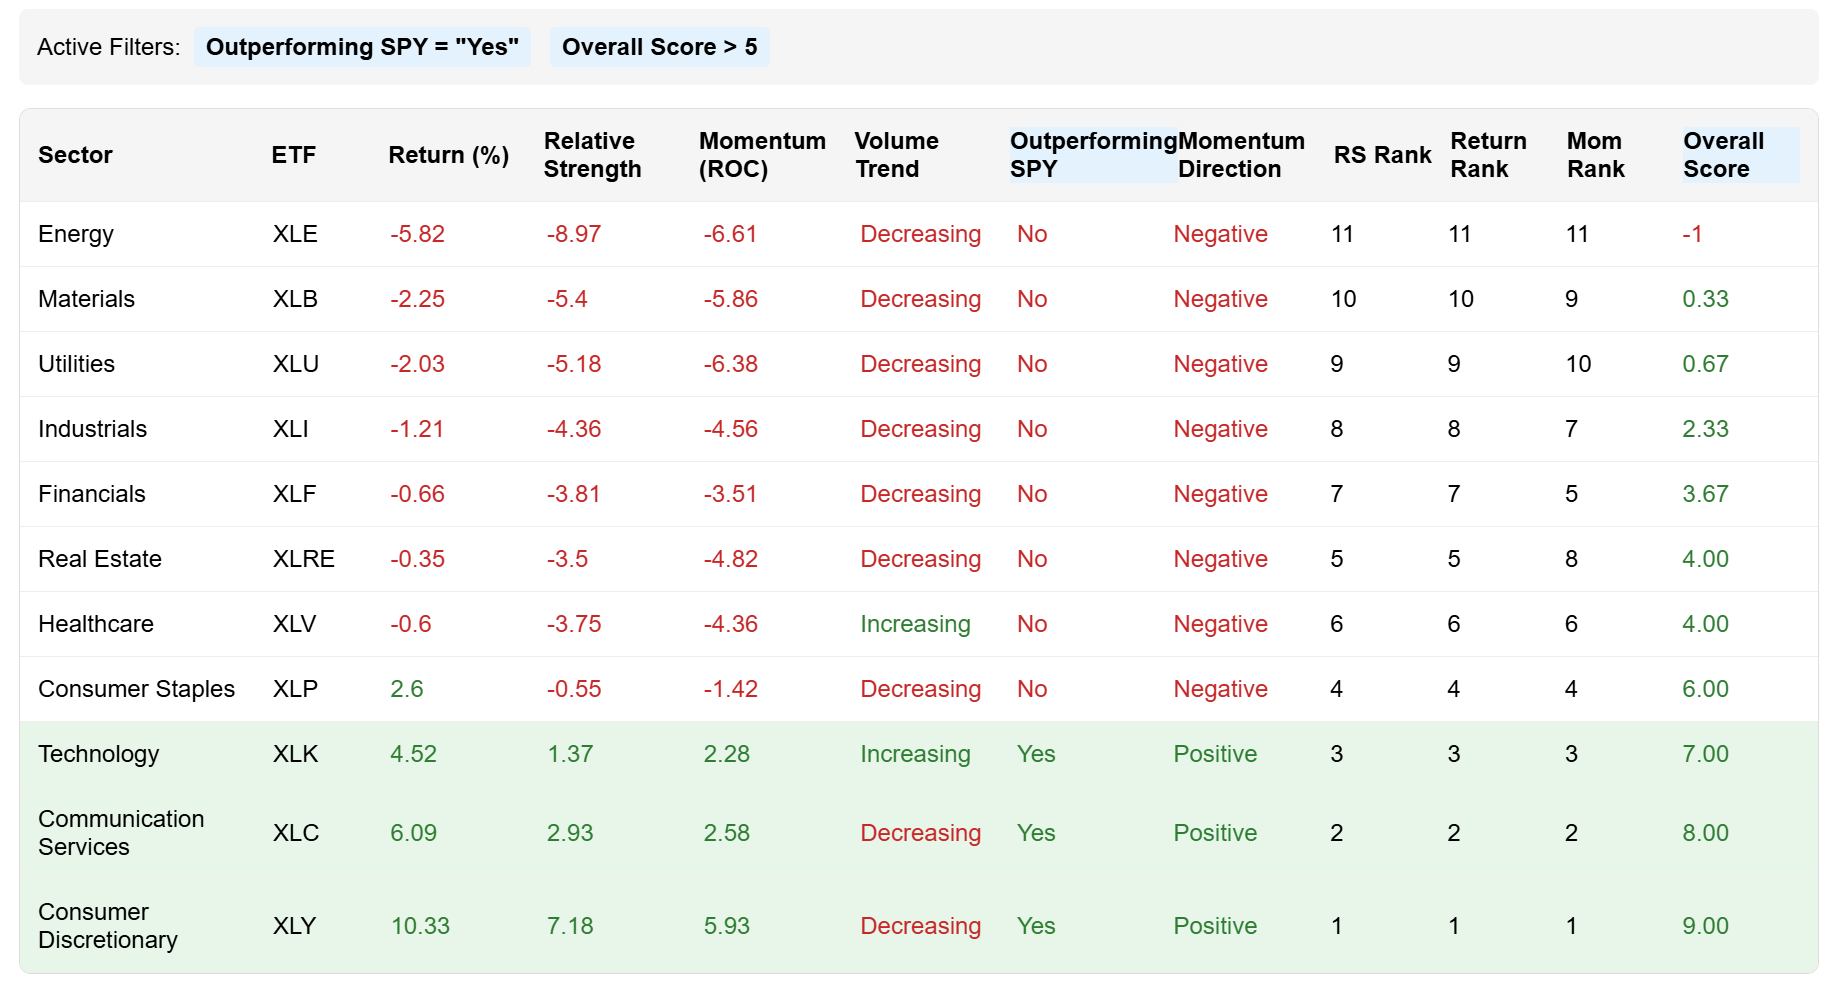 Active Filters: Outperforming SPY = "Yes" Overall Score > 5
Sector ETF Return (%) Relative Strength Momentum (ROC) Volume Trend Outperforming SPY Momentum Direction RS Rank Return Rank Mom Rank Overall Score
Energy XLE -5.82 -8.97 -6.61 Decreasing No Negative 11 11 11 -1
Materials XLB -2.25 -5.4 -5.86 Decreasing No Negative 10 10 9 0.33
Utilities XLU -2.03 -5.18 -6.38 Decreasing No Negative 9 9 10 0.67
Industrials XLI -1.21 -4.36 -4.56 Decreasing No Negative 8 8 7 2.33
Financials XLF -0.66 -3.81 -3.51 Decreasing No Negative 7 7 5 3.67
Real Estate XLRE -0.35 -3.5 -4.82 Decreasing No Negative 5 5 8 4.00
Healthcare XLV -0.6 -3.75 -4.36 Increasing No Negative 6 6 6 4.00
Consumer Staples XLP 2.6 -0.55 -1.42 Decreasing No Negative 4 4 4 6.00
Technology XLK 4.52 1.37 2.28 Increasing Yes Positive 3 3 3 7.00
Communication Services XLC 6.09 2.93 2.58 Decreasing Yes Positive 2 2 2 8.00
Consumer Discretionary XLY 10.33 7.18 5.93 Decreasing Yes Positive 1 1 1 9.00